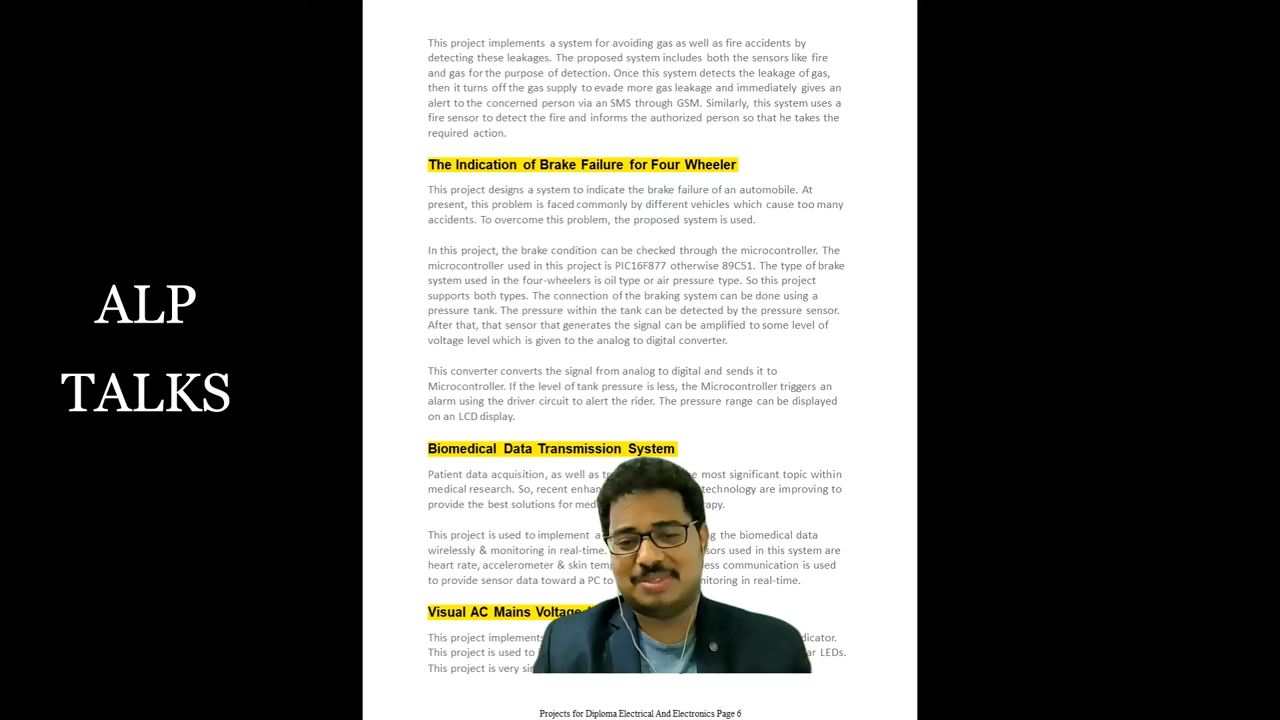 ALP
TALKS
This project implements a system for avoiding gas as well as fire accidents by
detecting these leakages. The proposed system includes both the sensors like fire
and gas for the purpose of detection. Once this system detects the leakage of gas,
then it turns off the gas supply to evade more gas leakage and immediately gives an
alert to the concerned person via an SMS through GSM. Similarly, this system uses a
fire sensor to detect the fire and informs the authorized person so that he takes the
required action.
The Indication of Brake Failure for Four Wheeler
This project designs a system to indicate the brake failure of an automobile. At
present, this problem is faced commonly by different vehicles which cause too many
accidents. To overcome this problem, the proposed system is used.
In this project, the brake condition can be checked through the microcontroller. The
microcontroller used in this project is PIC16F877 otherwise 89C51. The type of brake
system used in the four-wheelers is oil type or air pressure type. So this project
supports both types. The connection of the braking system can be done using a
pressure tank. The pressure within the tank can be detected by the pressure sensor.
After that, that sensor that generates the signal can be amplified to some level of
voltage level which is given to the analog to digital converter.
This converter converts the signal from analog to digital and sends it to
Microcontroller. If the level of tank pressure is less, the Microcontroller triggers an
alarm using the driver circuit to alert the rider. The pressure range can be displayed
on an LCD display.
Biomedical Data Transmission System
Patient data acquisition, as well as most significant topic within
medical research. So, recent technology are improving to
provide the best solutions for
This project is used to implement a the biomedical data
wirelessly & monitoring in real-time. used in this system are
heart rate, accelerometer & skin communication is used
to provide sensor data toward a PC to in real-time.
Visual AC Mains Voltage
This project implements
This project is used to LEDs.
This project is very
Projects for Diploma Electrical And Electronics Page 6